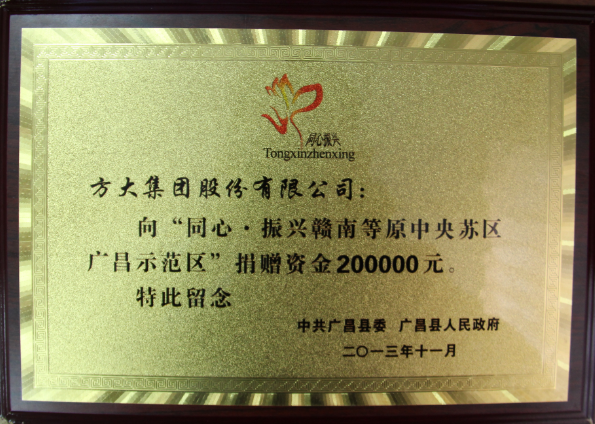 同心振兴
Tongxinzhenxing
方大集团股份有限公司：
向“同心·振兴赣南等原中央苏区
广昌示范区”捐赠资金200000元。
特此留念
中共广昌县委 广昌县人民政府
二〇一三年十一月